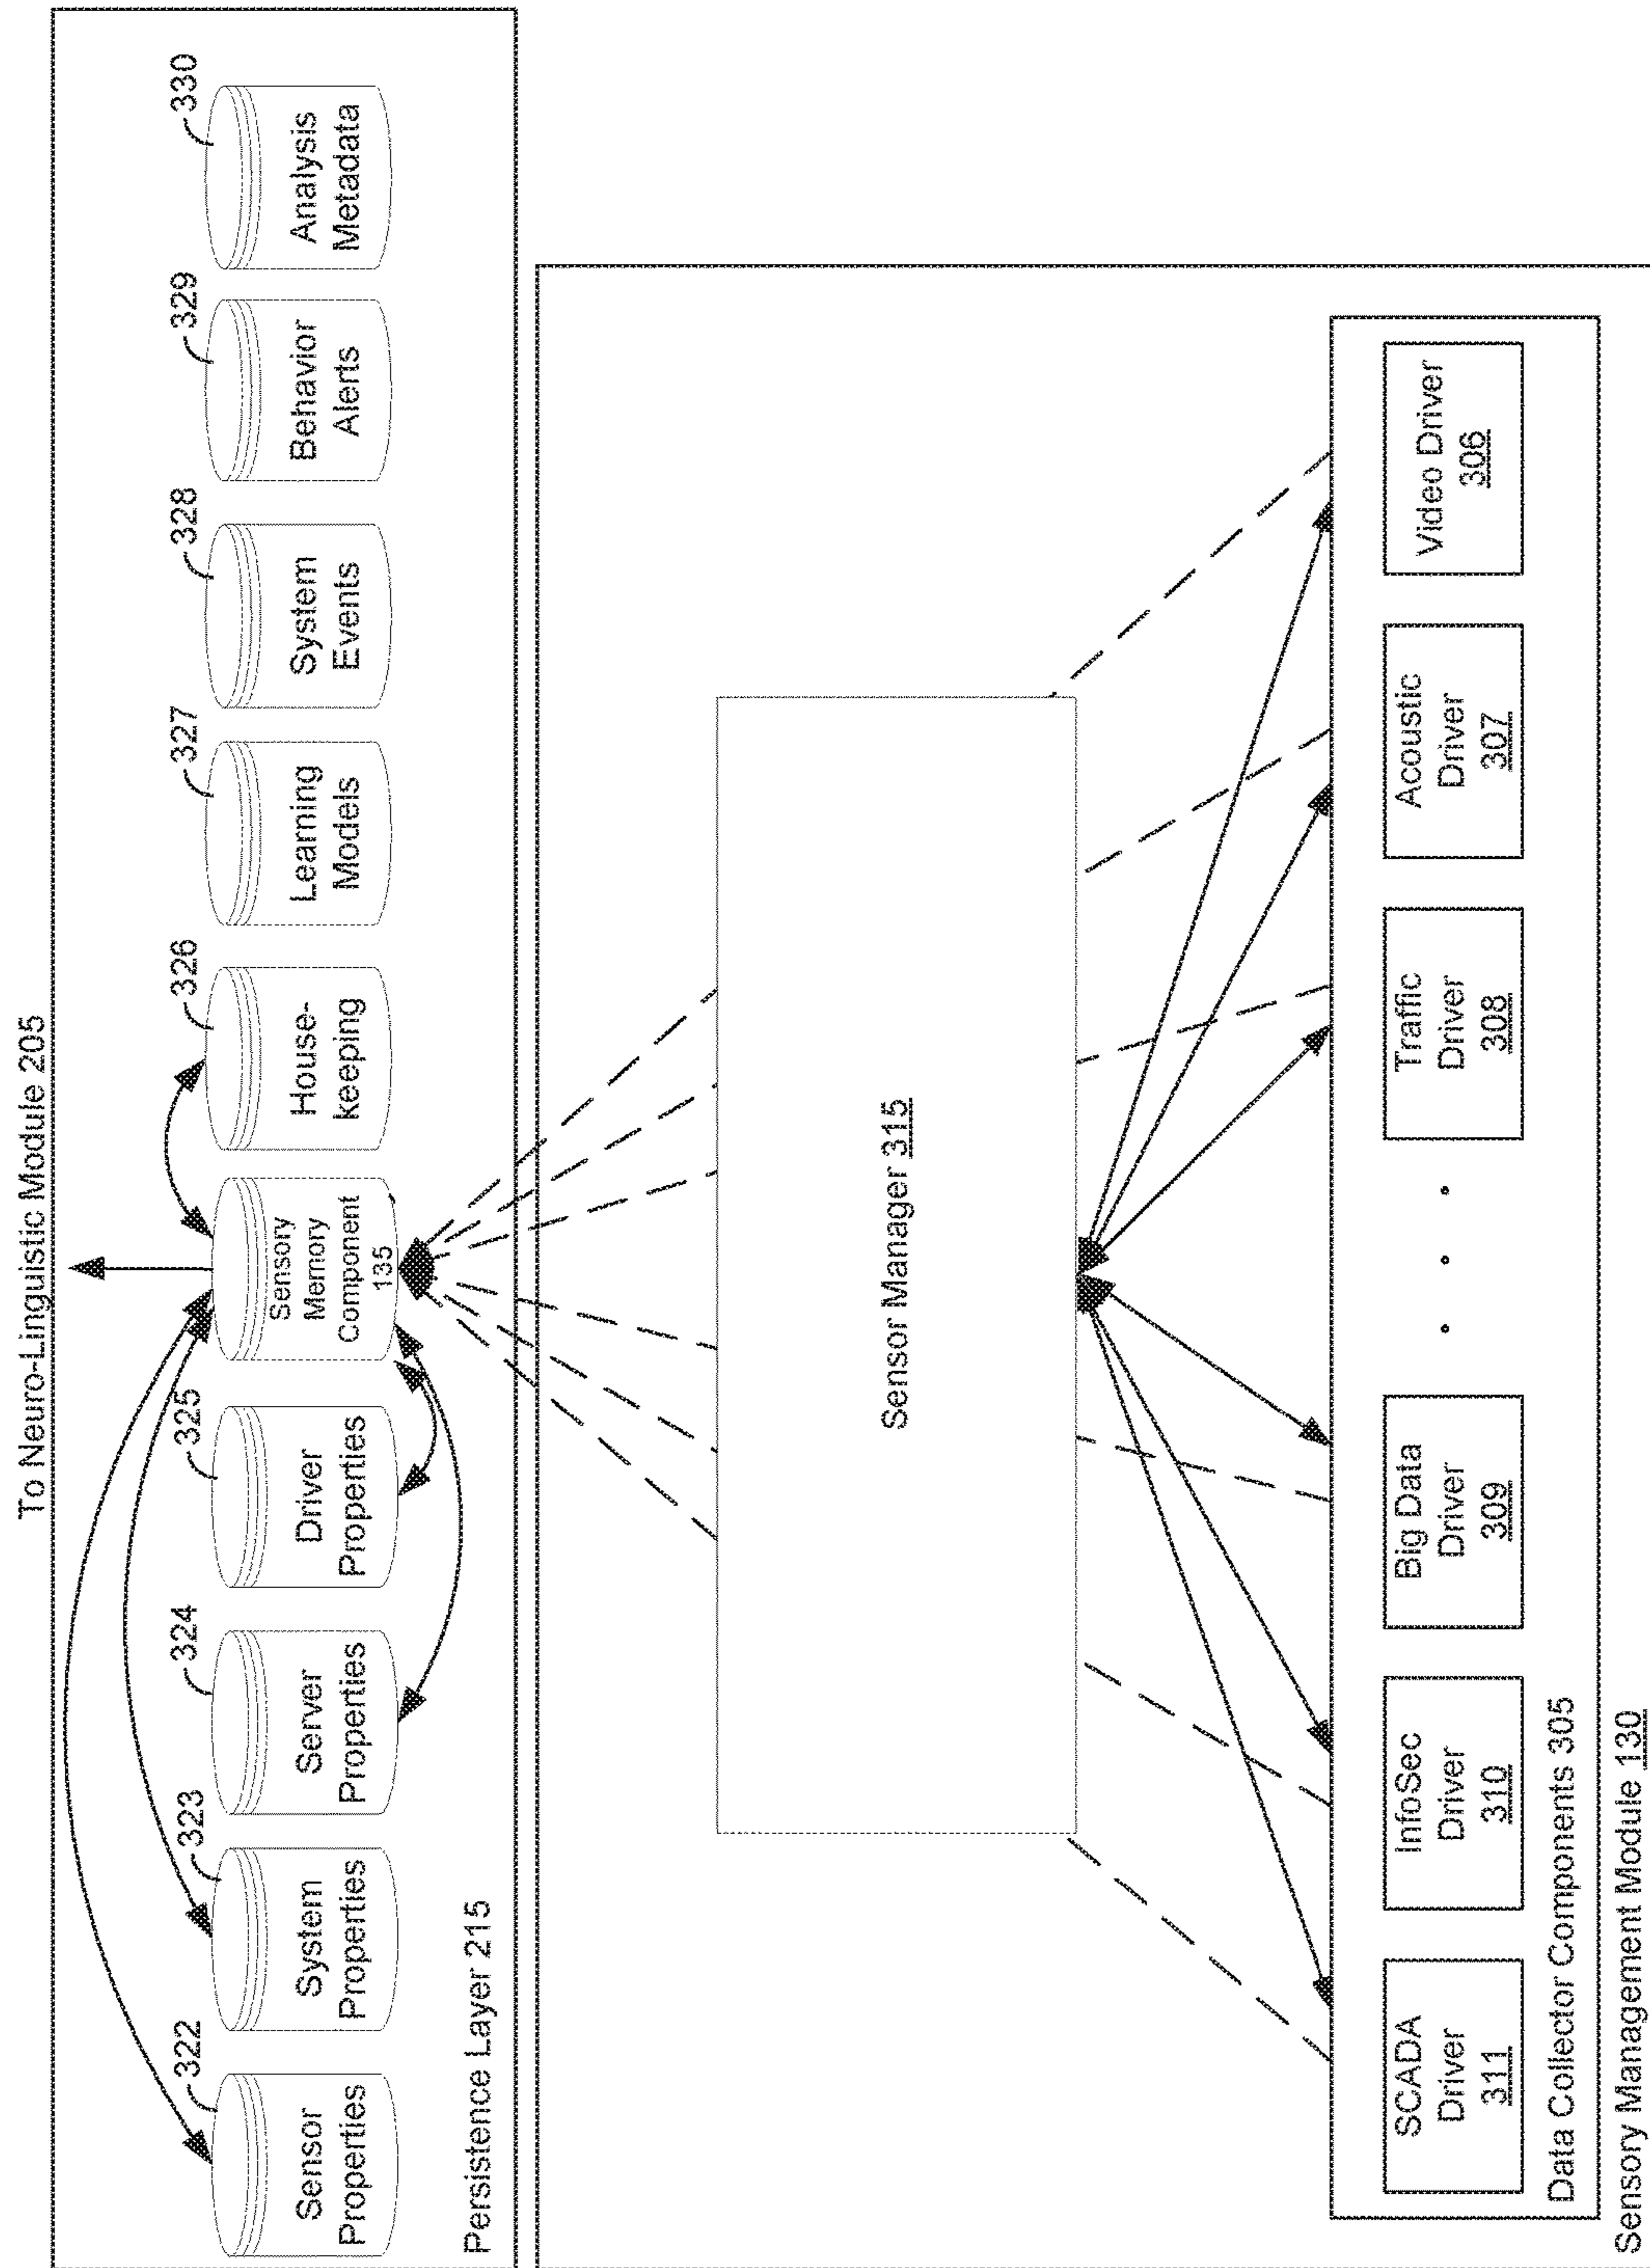 To Neuro-Linguistic Module 205
322
323
324
325
326
327
328
329
330
Sensor
Properties
System
Properties
Server
Properties
Driver
Properties
Sensory
Memory
Component
135
House-
keeping
Learning
Models
System
Events
Behavior
Alerts
Analysis
Metadata
Persistence Layer 215
Sensor Manager 315
SCADA
Driver
311
InfoSec
Driver
310
Big Data
Driver
309
Traffic
Driver
308
Acoustic
Driver
307
Video Driver
306
Data Collector Components 305
Sensory Management Module 130